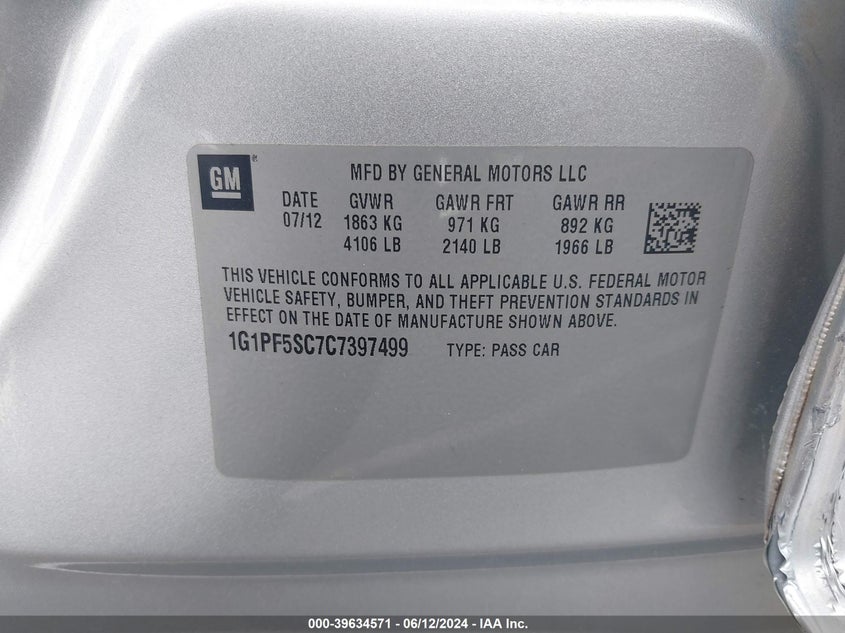 GM®
MFD BY GENERAL MOTORS LLC
DATE GVWR GAWR FRT GAWR RR
07/12 1863 KG 971 KG 892 KG
4106 LB 2140 LB 1966 LB
THIS VEHICLE CONFORMS TO ALL APPLICABLE U.S. FEDERAL MOTOR
VEHICLE SAFETY, BUMPER, AND THEFT PREVENTION STANDARDS IN
EFFECT ON THE DATE OF MANUFACTURE SHOWN ABOVE.
1G1PF5SC7C7397499 TYPE: PASS CAR
000-39634571 - 06/12/2024 - IAA Inc.